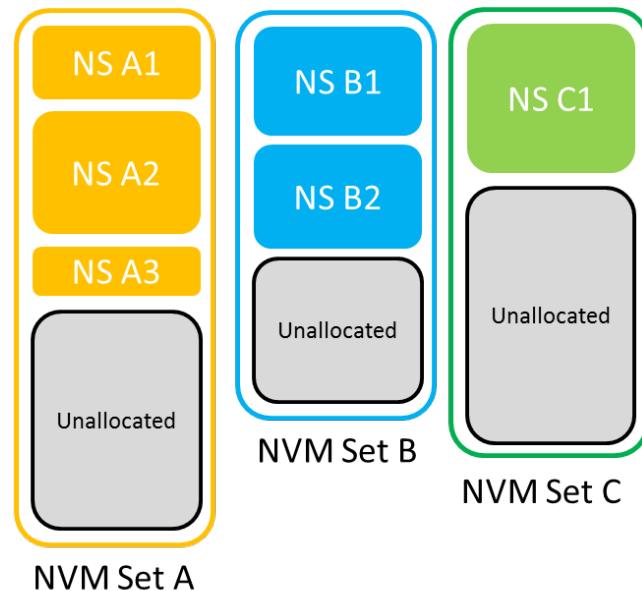 NS A1
NS A2
NS A3
Unallocated
NVM Set A
NS B1
NS B2
Unallocated
NVM Set B
NS C1
Unallocated
NVM Set C